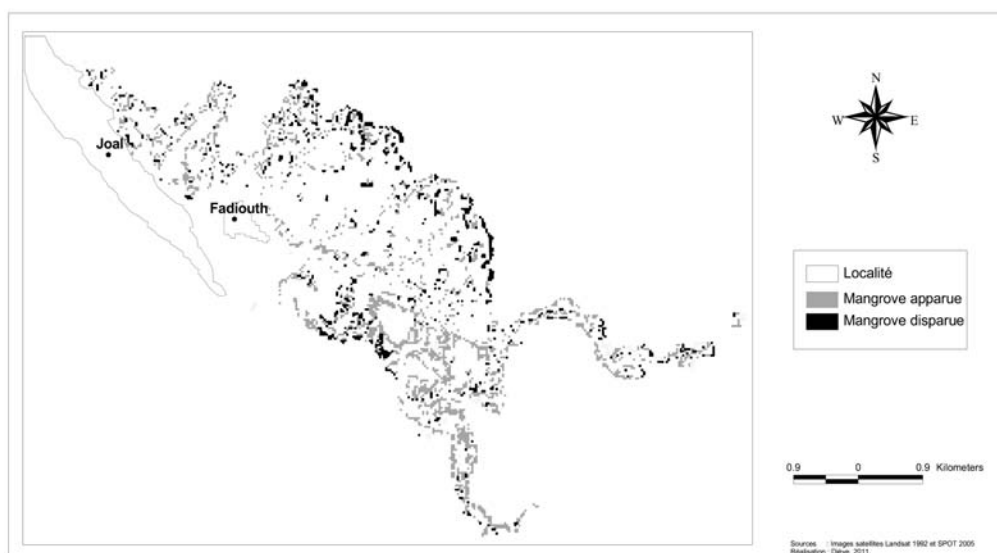 N
W E
S
Joal
Fadiouth
Localité
Mangrove apparue
Mangrove disparue
0.9 0 0.9 Kilometers
Sources : Images satellites Landsat 1992 et SPOT 2005
Réalisation : Dièye, 2011